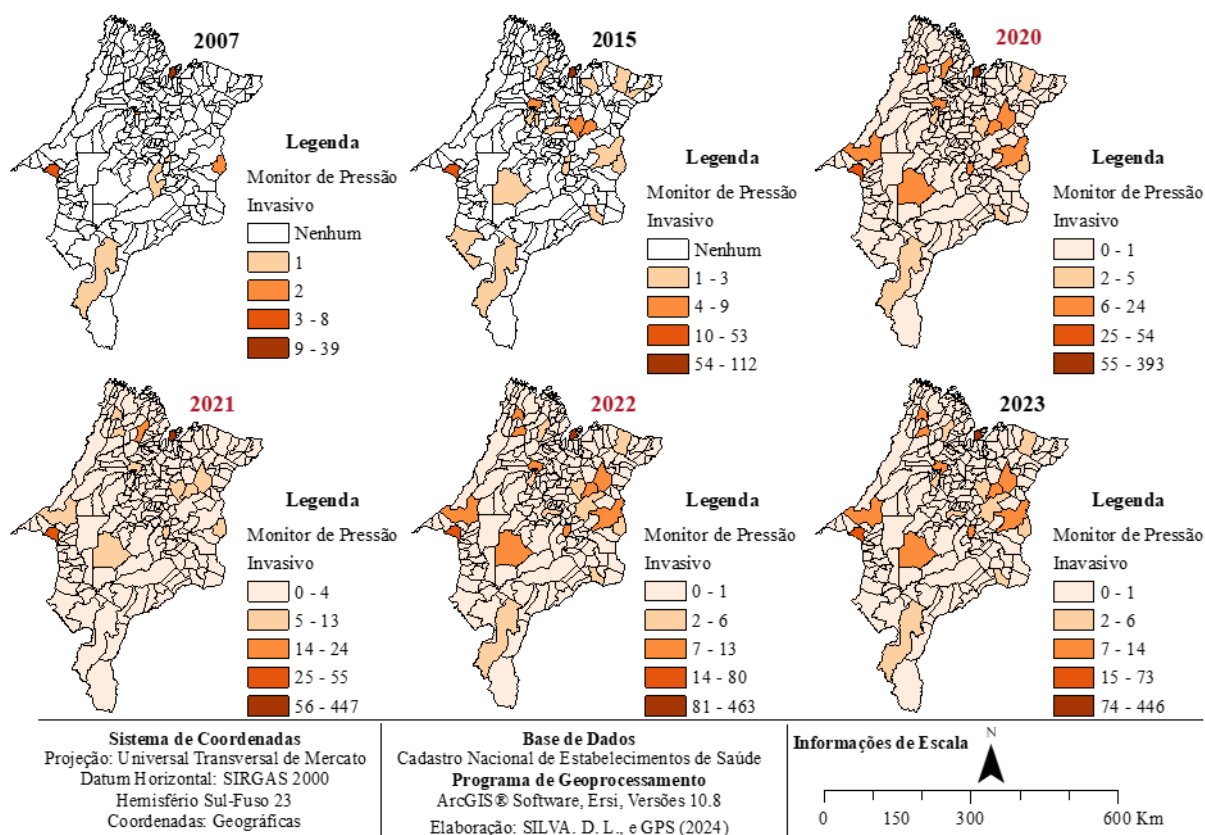 2007
Legenda
Monitor de Pressão
Invasivo
Nenhum
1
2
3 - 8
9 - 39
2015
Legenda
Monitor de Pressão
Invasivo
Nenhum
1 - 3
4 - 9
10 - 53
54 - 112
2020
Legenda
Monitor de Pressão
Invasivo
0 - 1
2 - 5
6 - 24
25 - 54
55 - 393
2021
Legenda
Monitor de Pressão
Invasivo
0 - 4
5 - 13
14 - 24
25 - 55
56 - 447
2022
Legenda
Monitor de Pressão
Invasivo
0 - 1
2 - 6
7 - 13
14 - 80
81 - 463
2023
Legenda
Monitor de Pressão
Inavasivo
0 - 1
2 - 6
7 - 14
15 - 73
74 - 446
Sistema de Coordenadas
Projeção: Universal Transversal de Mercato
Datum Horizontal: SIRGAS 2000
Hemisfério Sul-Fuso 23
Coordenadas: Geográficas
Base de Dados
Cadastro Nacional de Estabelecimentos de Saúde
Programa de Geoprocessamento
ArcGIS® Software, Ersi, Versões 10.8
Elaboração: SILVA. D. L., e GPS (2024)
Informações de Escala
N
0 150 300 600 Km